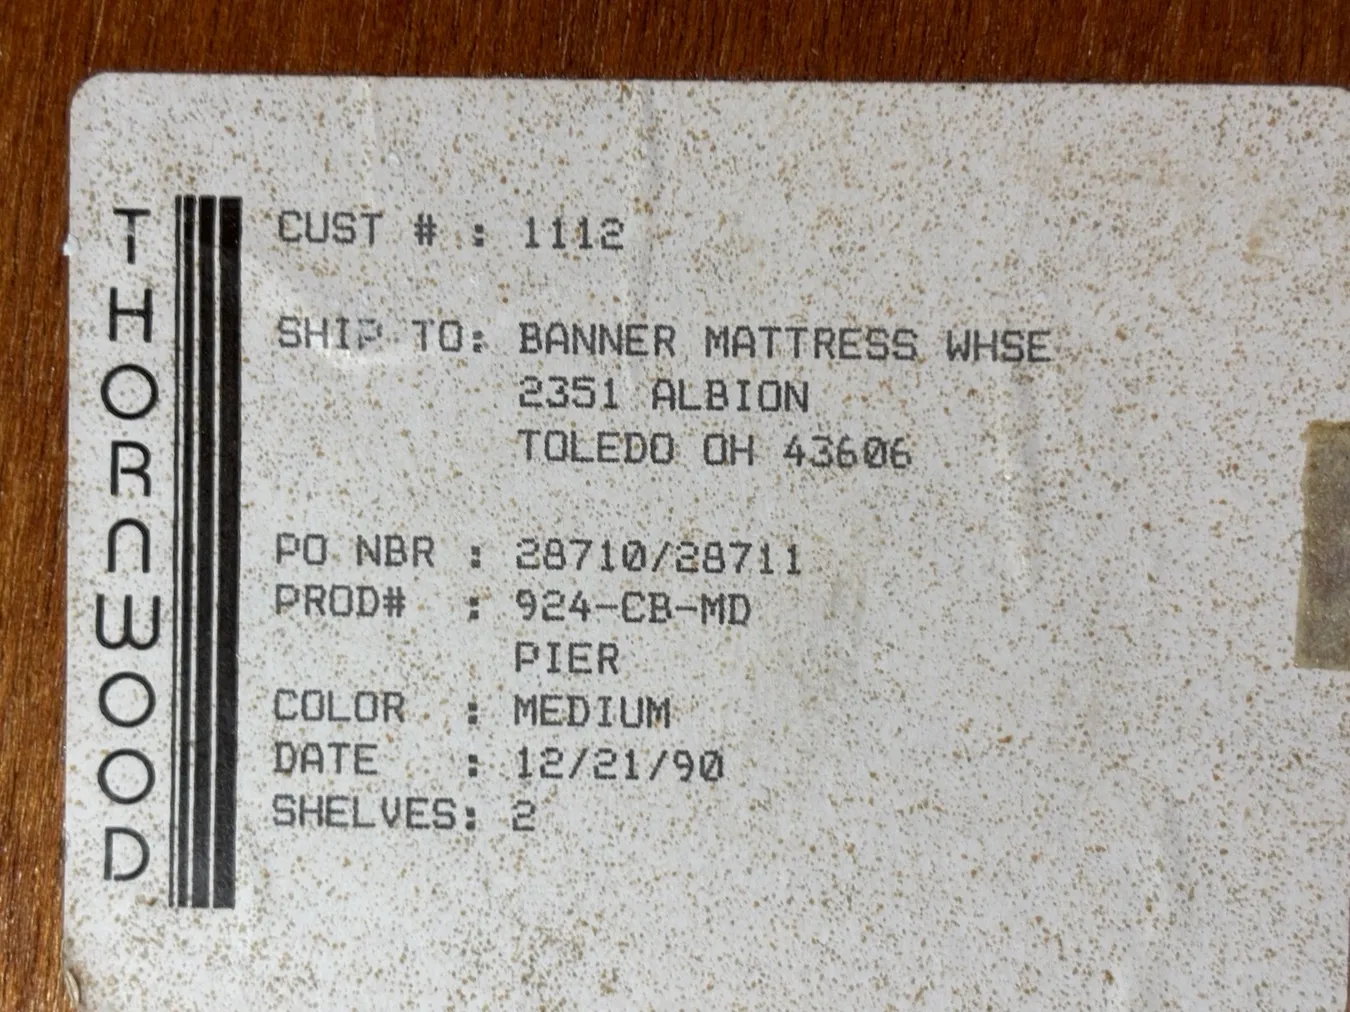 THORNWOOD
CUST # : 1112
SHIP TO: BANNER MATTRESS WHSE
2351 ALBION
TOLEDO OH 43606
PO NBR : 28710/28711
PROD# : 924-CB-MD
PIER
COLOR : MEDIUM
DATE : 12/21/90
SHELVES: 2